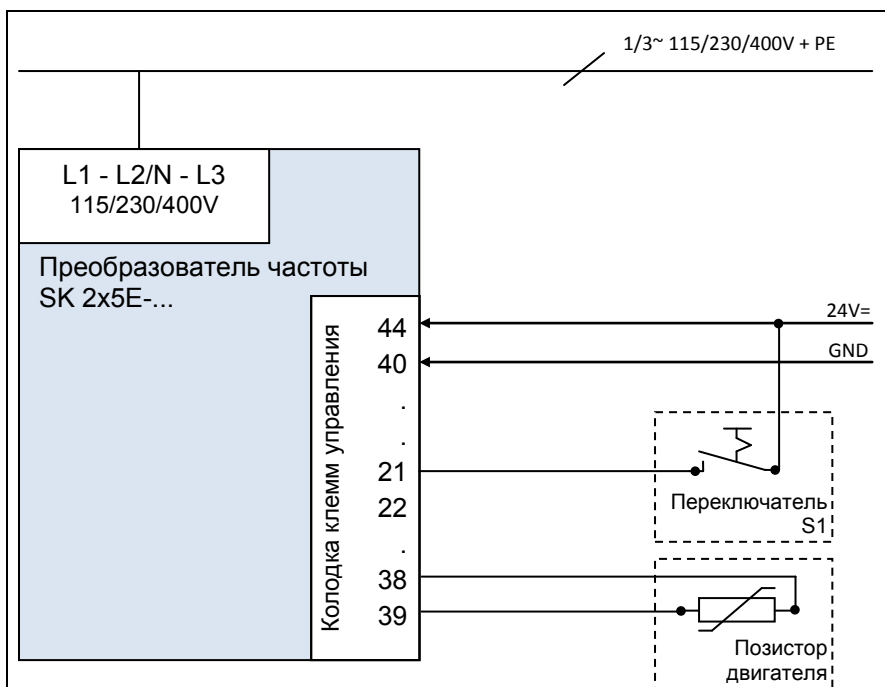 1/3~ 115/230/400V + PE
L1 - L2/N - L3
115/230/400V
Преобразователь частоты
SK 2x5E-...
Колодка клемм управления
44
40
.
.
21
22
.
38
39
24V=
GND
Переключатель
S1
Позистор
двигателя